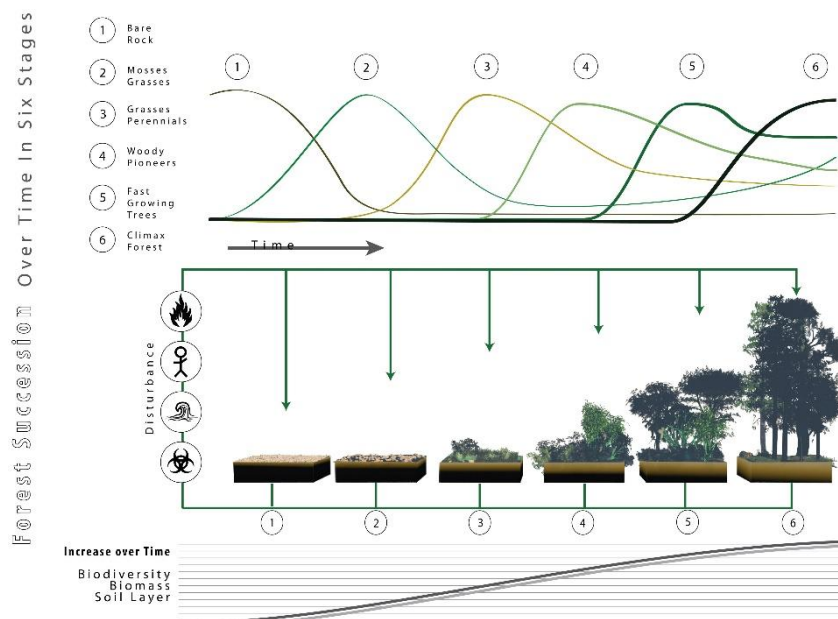 Forest Succession Over Time In Six Stages
1 Bare
Rock
2 Mosses
Grasses
3 Grasses
Perennials
4 Woody
Pioneers
5 Fast
Growing
Trees
6 Climax
Forest
1 2 3 4 5 6
Time
Disturbance
1 2 3 4 5 6
Increase over Time
Biodiversity
Biomass
Soil Layer